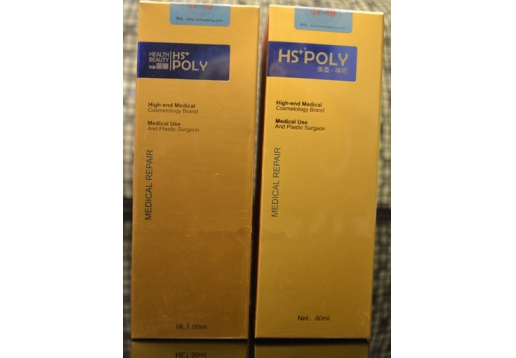 HEALTH
BEAUTY
HS+
POLY
High-end Medical
Cosmetology Brand
Medical Use
And Plastic Surgeon
MEDICAL REPAIR
80ml
HS+POLY
High-end Medical
Cosmetology Brand
Medical Use
And Plastic Surgeon
MEDICAL REPAIR
Net. 80ml